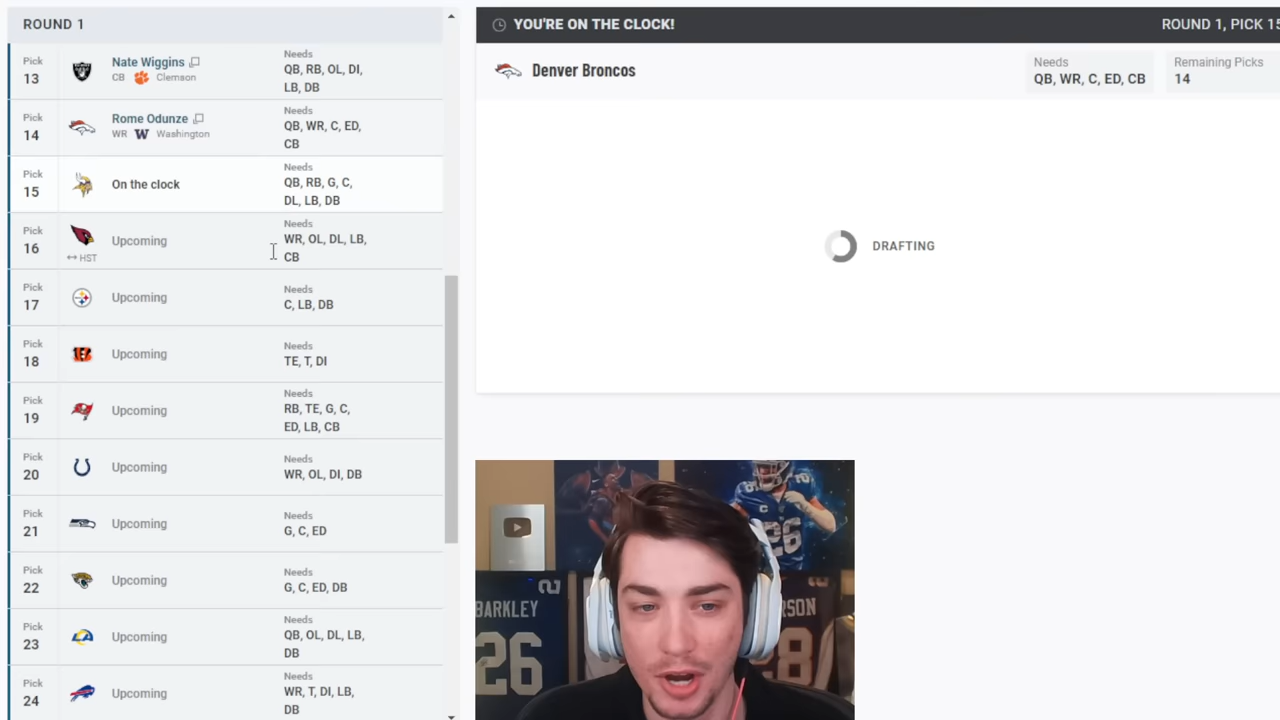 ROUND 1
Pick
13
Nate Wiggins
CB Clemson
Needs
QB, RB, OL, DI,
LB, DB
Pick
14
Rome Odunze
WR W Washington
Needs
QB, WR, C, ED,
CB
Pick
15
On the clock
Needs
QB, RB, G, C,
DL, LB, DB
Pick
16
HST
Upcoming
Needs
WR, OL, DL, LB,
CB
Pick
17
Upcoming
Needs
C, LB, DB
Pick
18
Upcoming
Needs
TE, T, DI
Pick
19
Upcoming
Needs
RB, TE, G, C,
ED, LB, CB
Pick
20
Upcoming
Needs
WR, OL, DI, DB
Pick
21
Upcoming
Needs
G, C, ED
Pick
22
Upcoming
Needs
G, C, ED, DB
Pick
23
Upcoming
Needs
QB, OL, DL, LB,
DB
Pick
24
Upcoming
Needs
WR, T, DI, LB,
DB
YOU'RE ON THE CLOCK!
ROUND 1, PICK 15
Denver Broncos
Needs
QB, WR, C, ED, CB
Remaining Picks
14
DRAFTING
26
BARKLEY
26